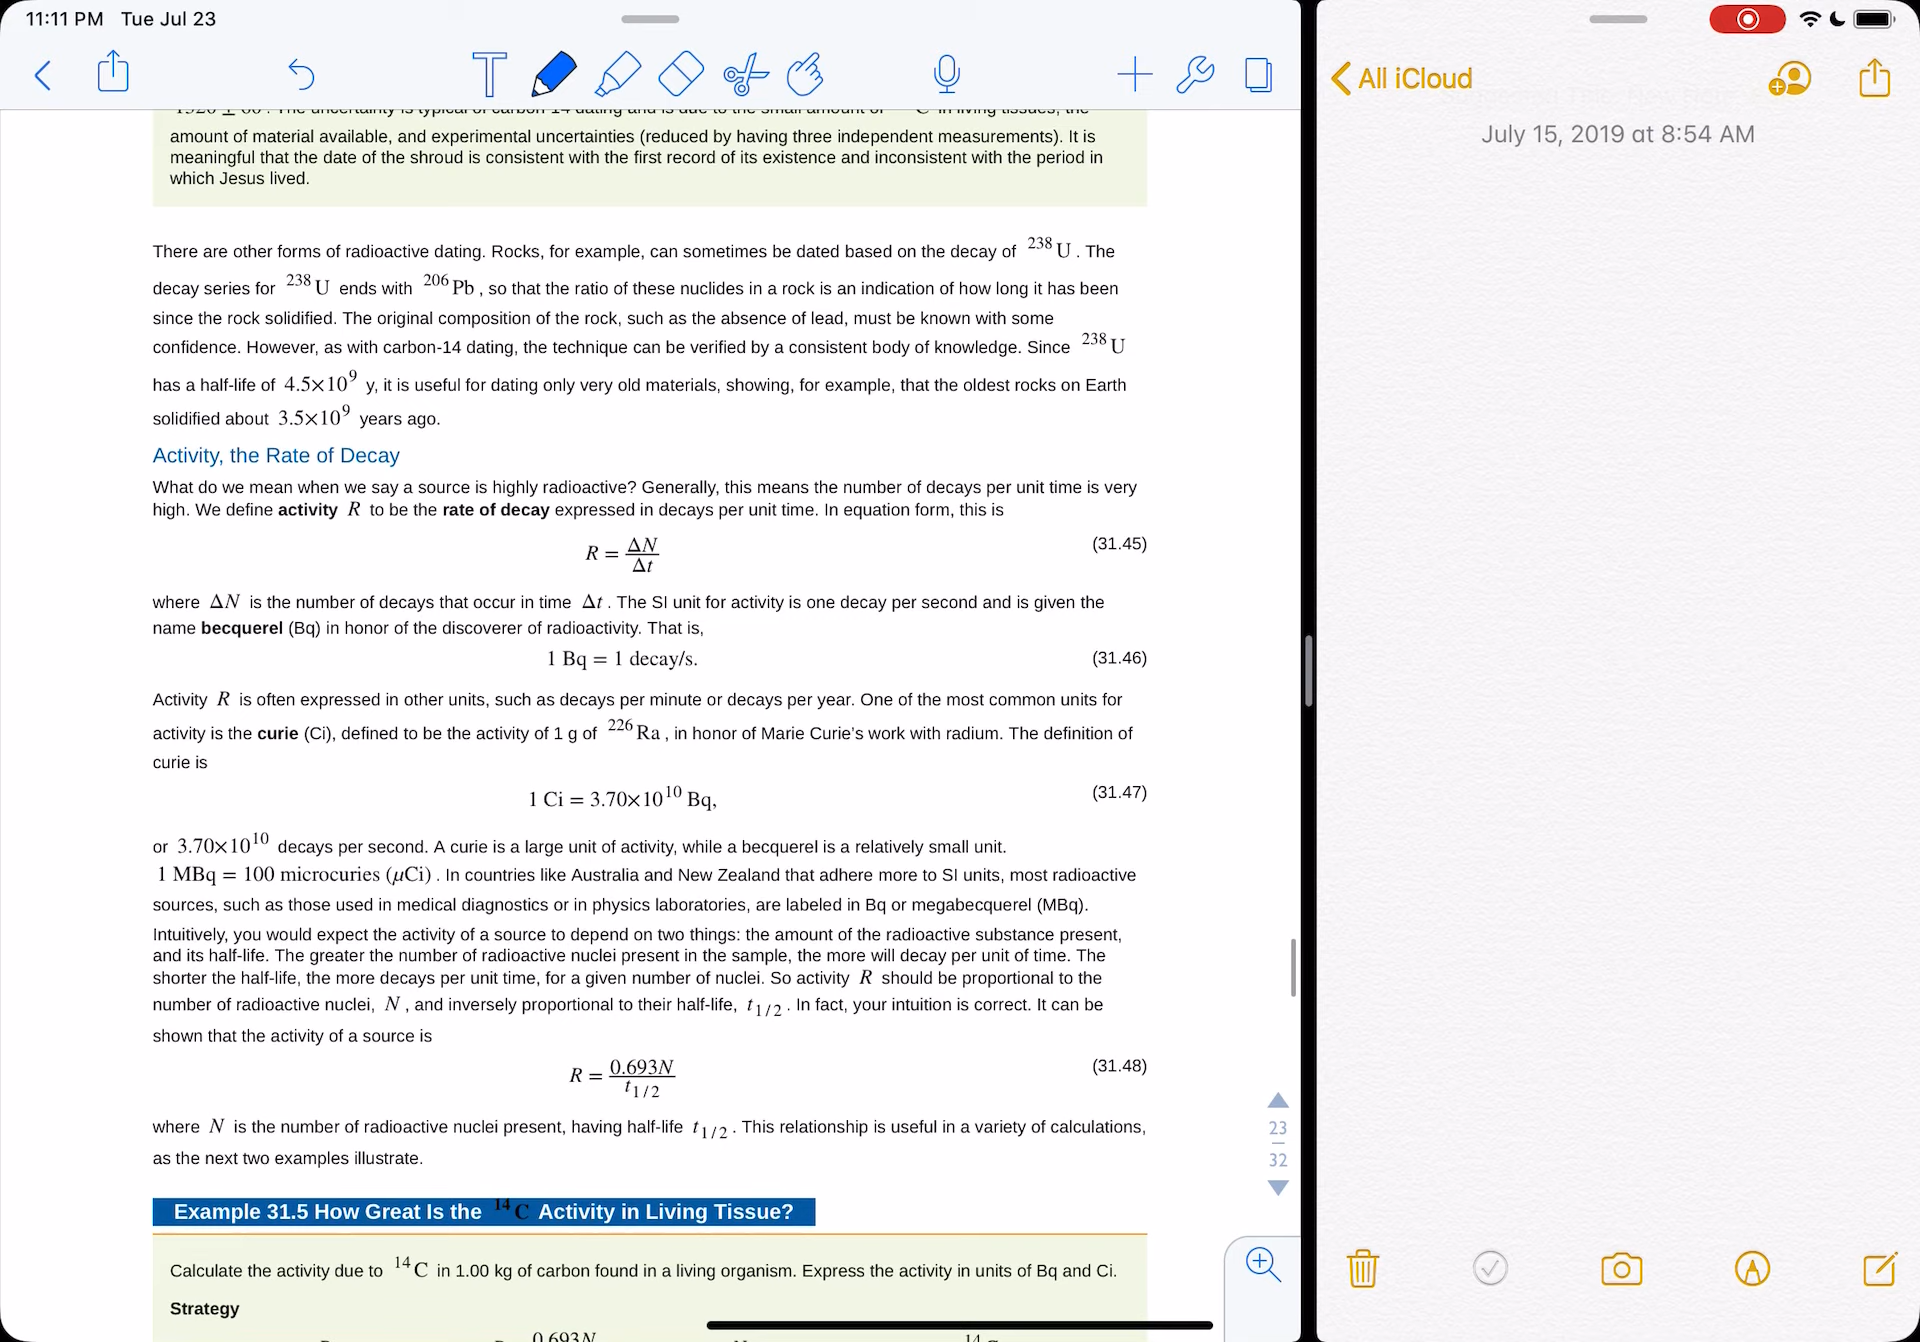 11:11 PM Tue Jul 23
All iCloud
July 15, 2019 at 8:54 AM
1320 ± 60. The uncertainty is typical of carbon-14 dating and is due to the small amount of C in living tissues, the
amount of material available, and experimental uncertainties (reduced by having three independent measurements). It is
meaningful that the date of the shroud is consistent with the first record of its existence and inconsistent with the period in
which Jesus lived.
There are other forms of radioactive dating. Rocks, for example, can sometimes be dated based on the decay of ²³⁸U. The
decay series for ²³⁸U ends with ²⁰⁶Pb, so that the ratio of these nuclides in a rock is an indication of how long it has been
since the rock solidified. The original composition of the rock, such as the absence of lead, must be known with some
confidence. However, as with carbon-14 dating, the technique can be verified by a consistent body of knowledge. Since ²³⁸U
has a half-life of 4.5×10⁹ y, it is useful for dating only very old materials, showing, for example, that the oldest rocks on Earth
solidified about 3.5×10⁹ years ago.
Activity, the Rate of Decay
What do we mean when we say a source is highly radioactive? Generally, this means the number of decays per unit time is very
high. We define activity R to be the rate of decay expressed in decays per unit time. In equation form, this is
R = ΔN/Δt (31.45)
where ΔN is the number of decays that occur in time Δt. The SI unit for activity is one decay per second and is given the
name becquerel (Bq) in honor of the discoverer of radioactivity. That is,
1 Bq = 1 decay/s. (31.46)
Activity R is often expressed in other units, such as decays per minute or decays per year. One of the most common units for
activity is the curie (Ci), defined to be the activity of 1 g of ²²⁶Ra, in honor of Marie Curie's work with radium. The definition of
curie is
1 Ci = 3.70×10¹⁰ Bq, (31.47)
or 3.70×10¹⁰ decays per second. A curie is a large unit of activity, while a becquerel is a relatively small unit.
1 MBq = 100 microcuries (μCi). In countries like Australia and New Zealand that adhere more to SI units, most radioactive
sources, such as those used in medical diagnostics or in physics laboratories, are labeled in Bq or megabecquerel (MBq).
Intuitively, you would expect the activity of a source to depend on two things: the amount of the radioactive substance present,
and its half-life. The greater the number of radioactive nuclei present in the sample, the more will decay per unit of time. The
shorter the half-life, the more decays per unit time, for a given number of nuclei. So activity R should be proportional to the
number of radioactive nuclei, N, and inversely proportional to their half-life, t1/2. In fact, your intuition is correct. It can be
shown that the activity of a source is
R = 0.693N/t1/2 (31.48)
where N is the number of radioactive nuclei present, having half-life t1/2. This relationship is useful in a variety of calculations,
as the next two examples illustrate.
23
32
Example 31.5 How Great Is the ¹⁴C Activity in Living Tissue?
Calculate the activity due to ¹⁴C in 1.00 kg of carbon found in a living organism. Express the activity in units of Bq and Ci.
Strategy
0.693N